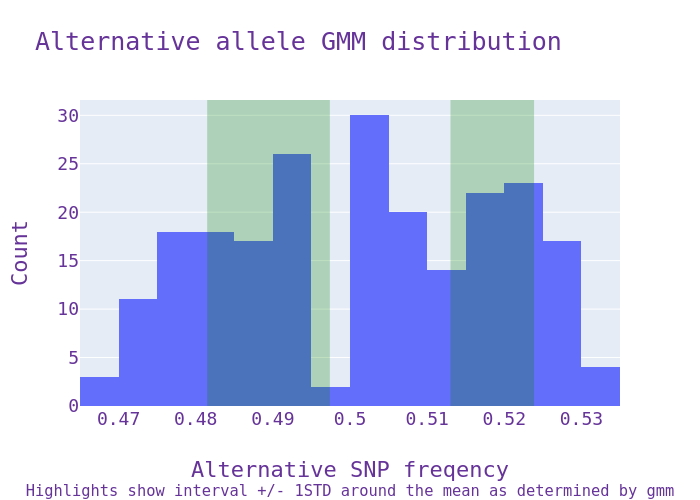 Alternative allele GMM distribution
30
25
20
15
10
5
0
Count
0.47 0.48 0.49 0.5 0.51 0.52 0.53
Alternative SNP freqency
Highlights show interval +/- 1STD around the mean as determined by gmm